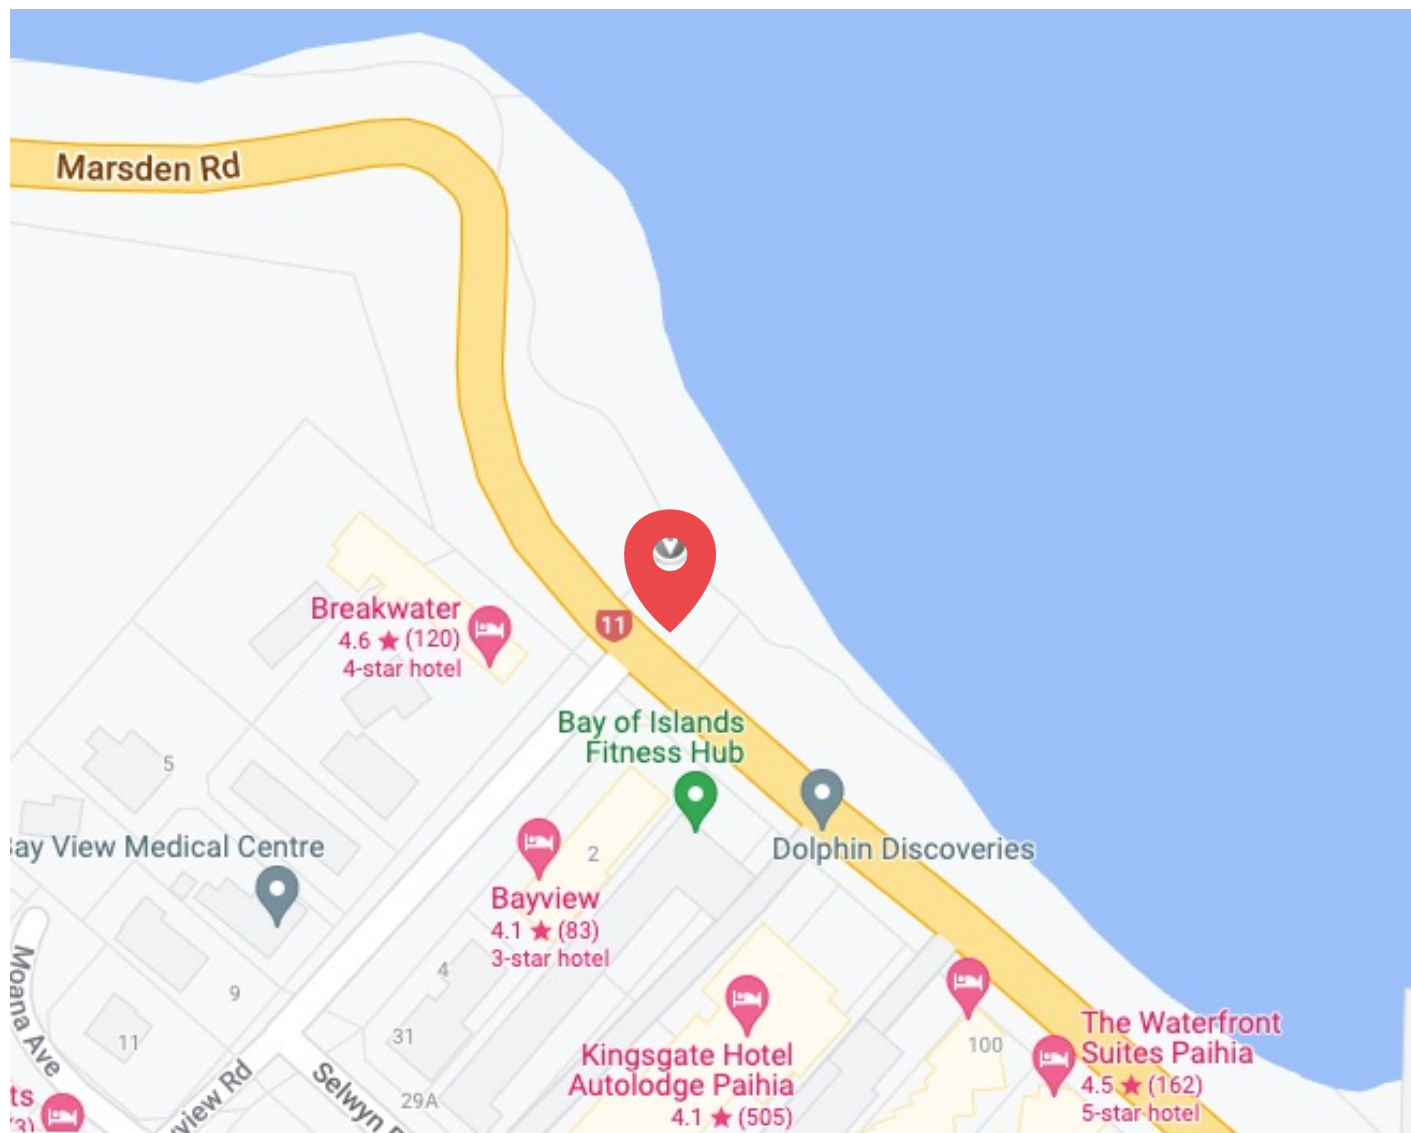 Marsden Rd
11
Breakwater
4.6 ★ (120)
4-star hotel
Bay of Islands
Fitness Hub
5
Dolphin Discoveries
ay View Medical Centre
2
Bayview
4.1 ★ (83)
3-star hotel
Moana Ave
4
9
11
31
29A
view Rd
Selwyn
Kingsgate Hotel
Autolodge Paihia
4.1 ★ (505)
100
The Waterfront
Suites Paihia
4.5 ★ (162)
5-star hotel
ts
3)